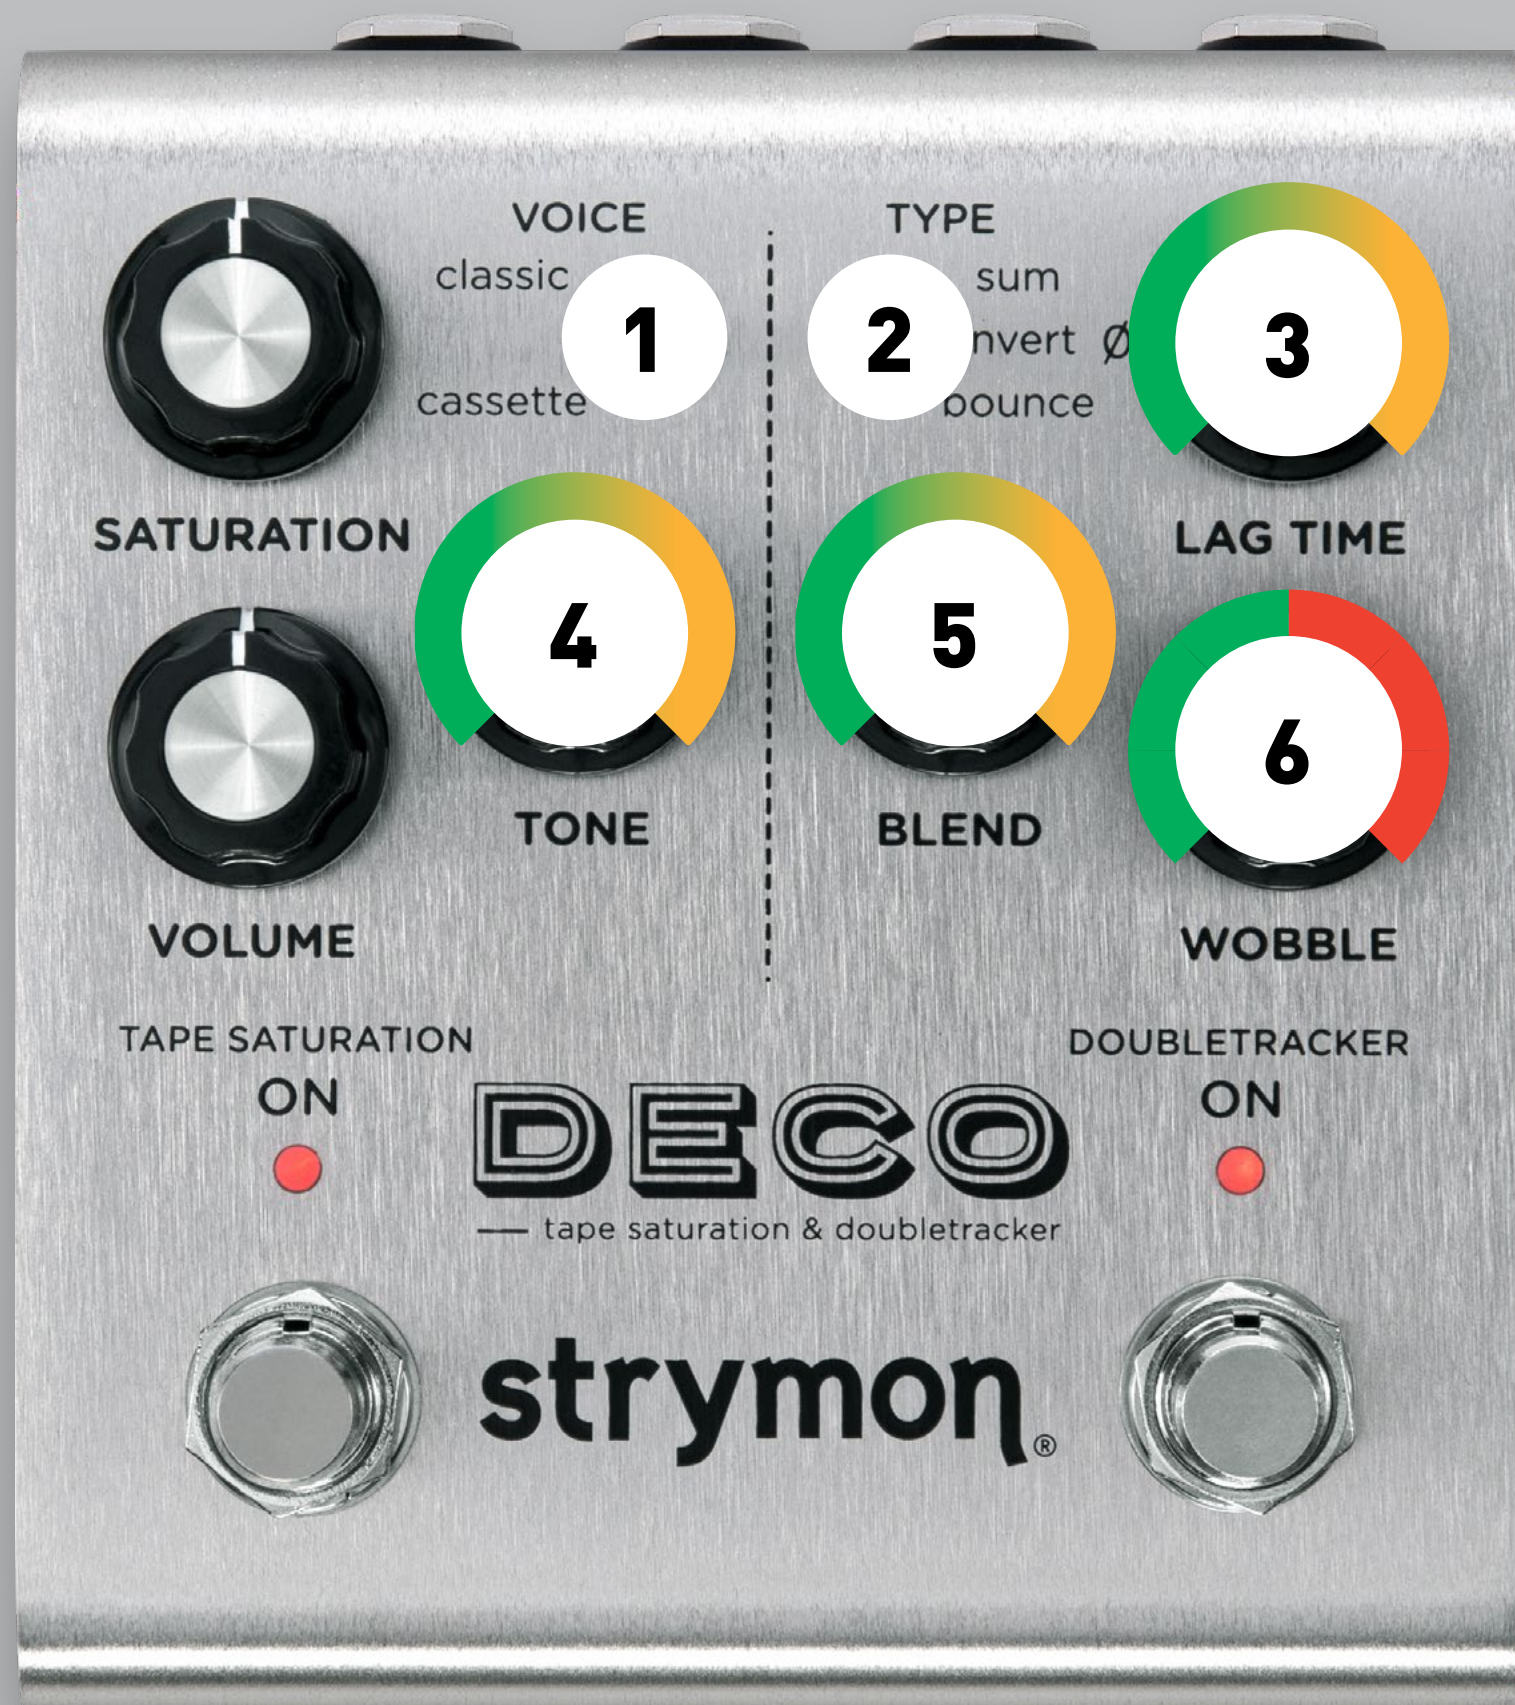 VOICE
classic
1
cassette
TYPE
sum
2
nvert Ø
bounce
3
SATURATION
LAG TIME
4
5
6
TONE
BLEND
VOLUME
WOBBLE
TAPE SATURATION
ON
DOUBLETRACKER
ON
DECO
tape saturation & doubletracker
strymon®